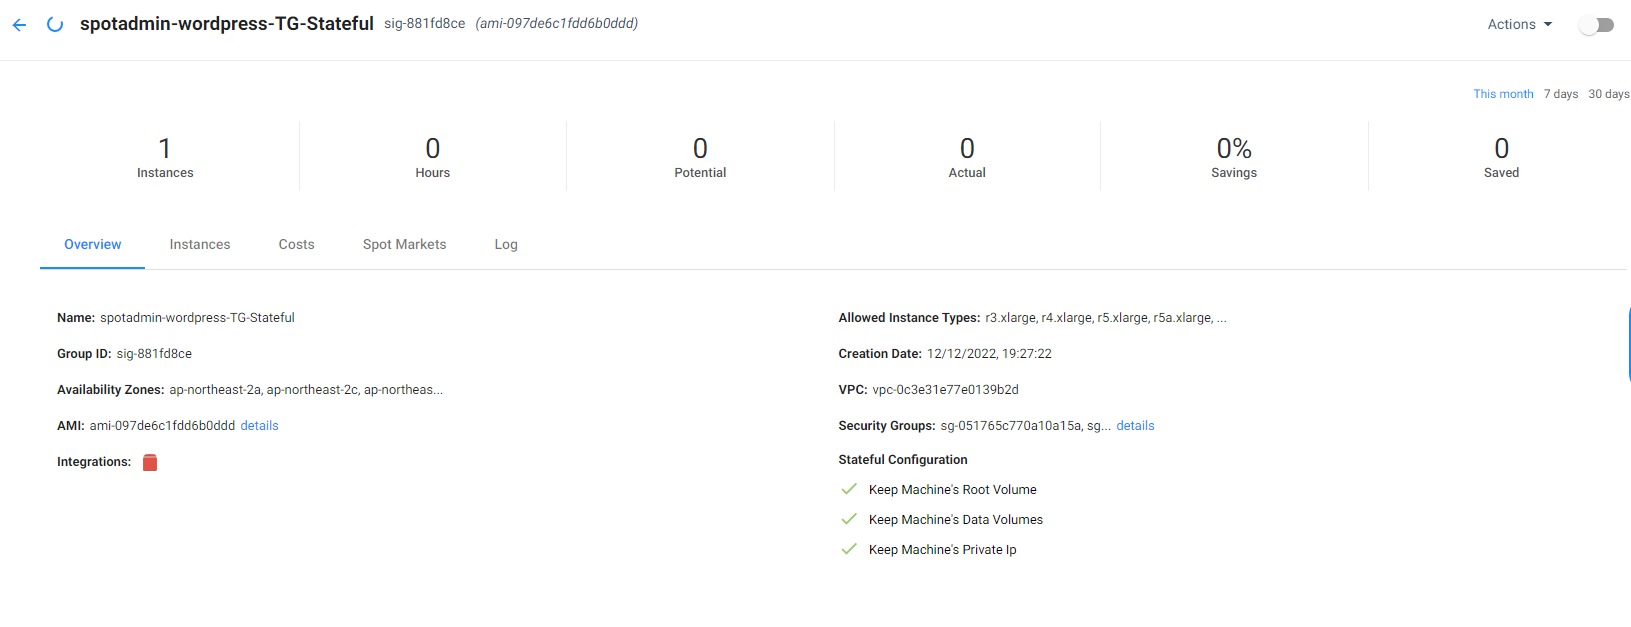 spotadmin-wordpress-TG-Stateful sig-881fd8ce (ami-097de6c1fdd6b0ddd) Actions
This month 7 days 30 days
1 0 0 0 0% 0
Instances Hours Potential Actual Savings Saved
Overview Instances Costs Spot Markets Log
Name: spotadmin-wordpress-TG-Stateful
Group ID: sig-881fd8ce
Availability Zones: ap-northeast-2a, ap-northeast-2c, ap-northeas...
AMI: ami-097de6c1fdd6b0ddd details
Integrations:
Allowed Instance Types: r3.xlarge, r4.xlarge, r5.xlarge, r5a.xlarge, ...
Creation Date: 12/12/2022, 19:27:22
VPC: vpc-0c3e31e77e0139b2d
Security Groups: sg-051765c770a10a15a, sg... details
Stateful Configuration
Keep Machine's Root Volume
Keep Machine's Data Volumes
Keep Machine's Private Ip